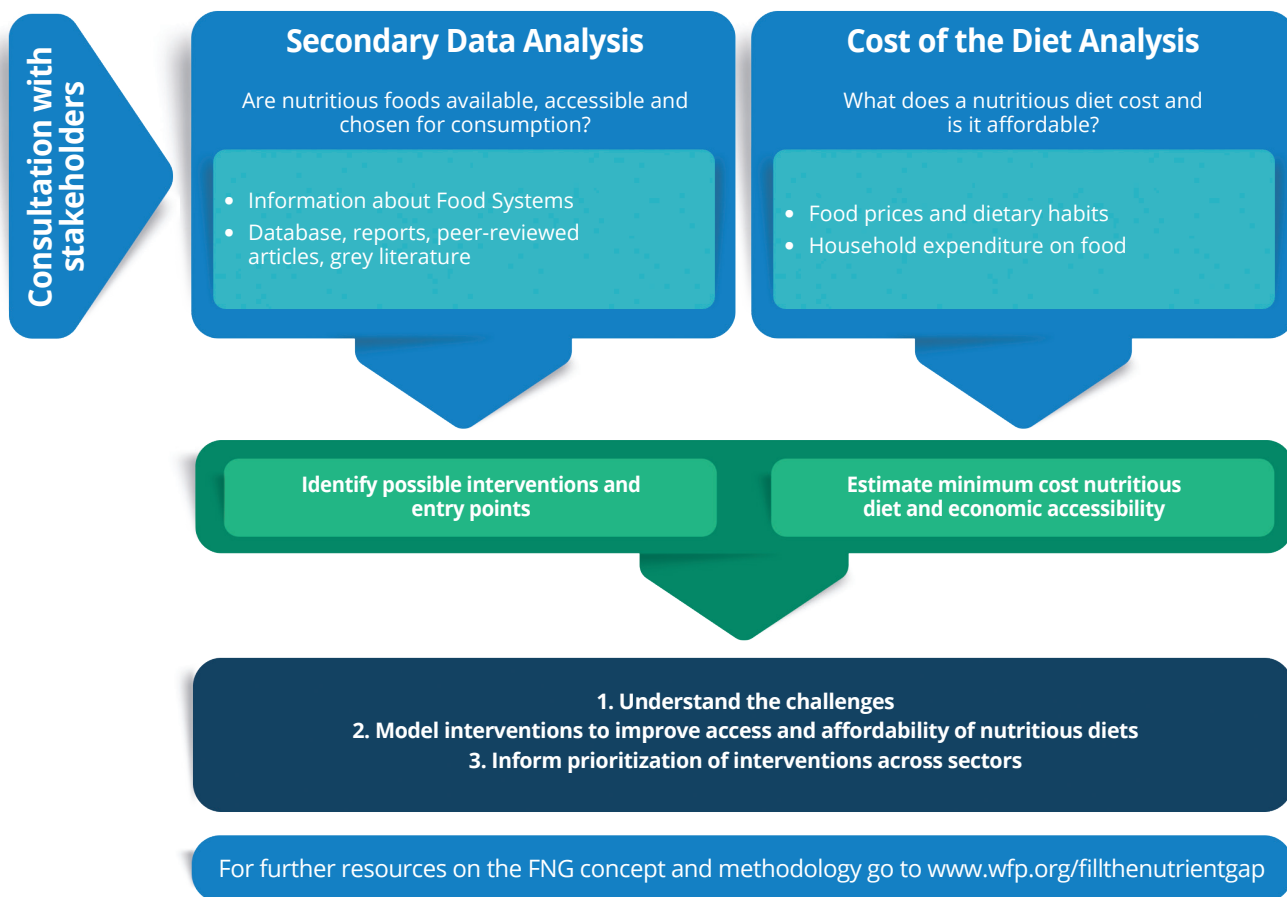 Consultation with
stakeholders
Secondary Data Analysis
Are nutritious foods available, accessible and
chosen for consumption?
• Information about Food Systems
• Database, reports, peer-reviewed
articles, grey literature
Cost of the Diet Analysis
What does a nutritious diet cost and
is it affordable?
• Food prices and dietary habits
• Household expenditure on food
Identify possible interventions and
entry points
Estimate minimum cost nutritious
diet and economic accessibility
1. Understand the challenges
2. Model interventions to improve access and affordability of nutritious diets
3. Inform prioritization of interventions across sectors
For further resources on the FNG concept and methodology go to www.wfp.org/fillthenutrientgap